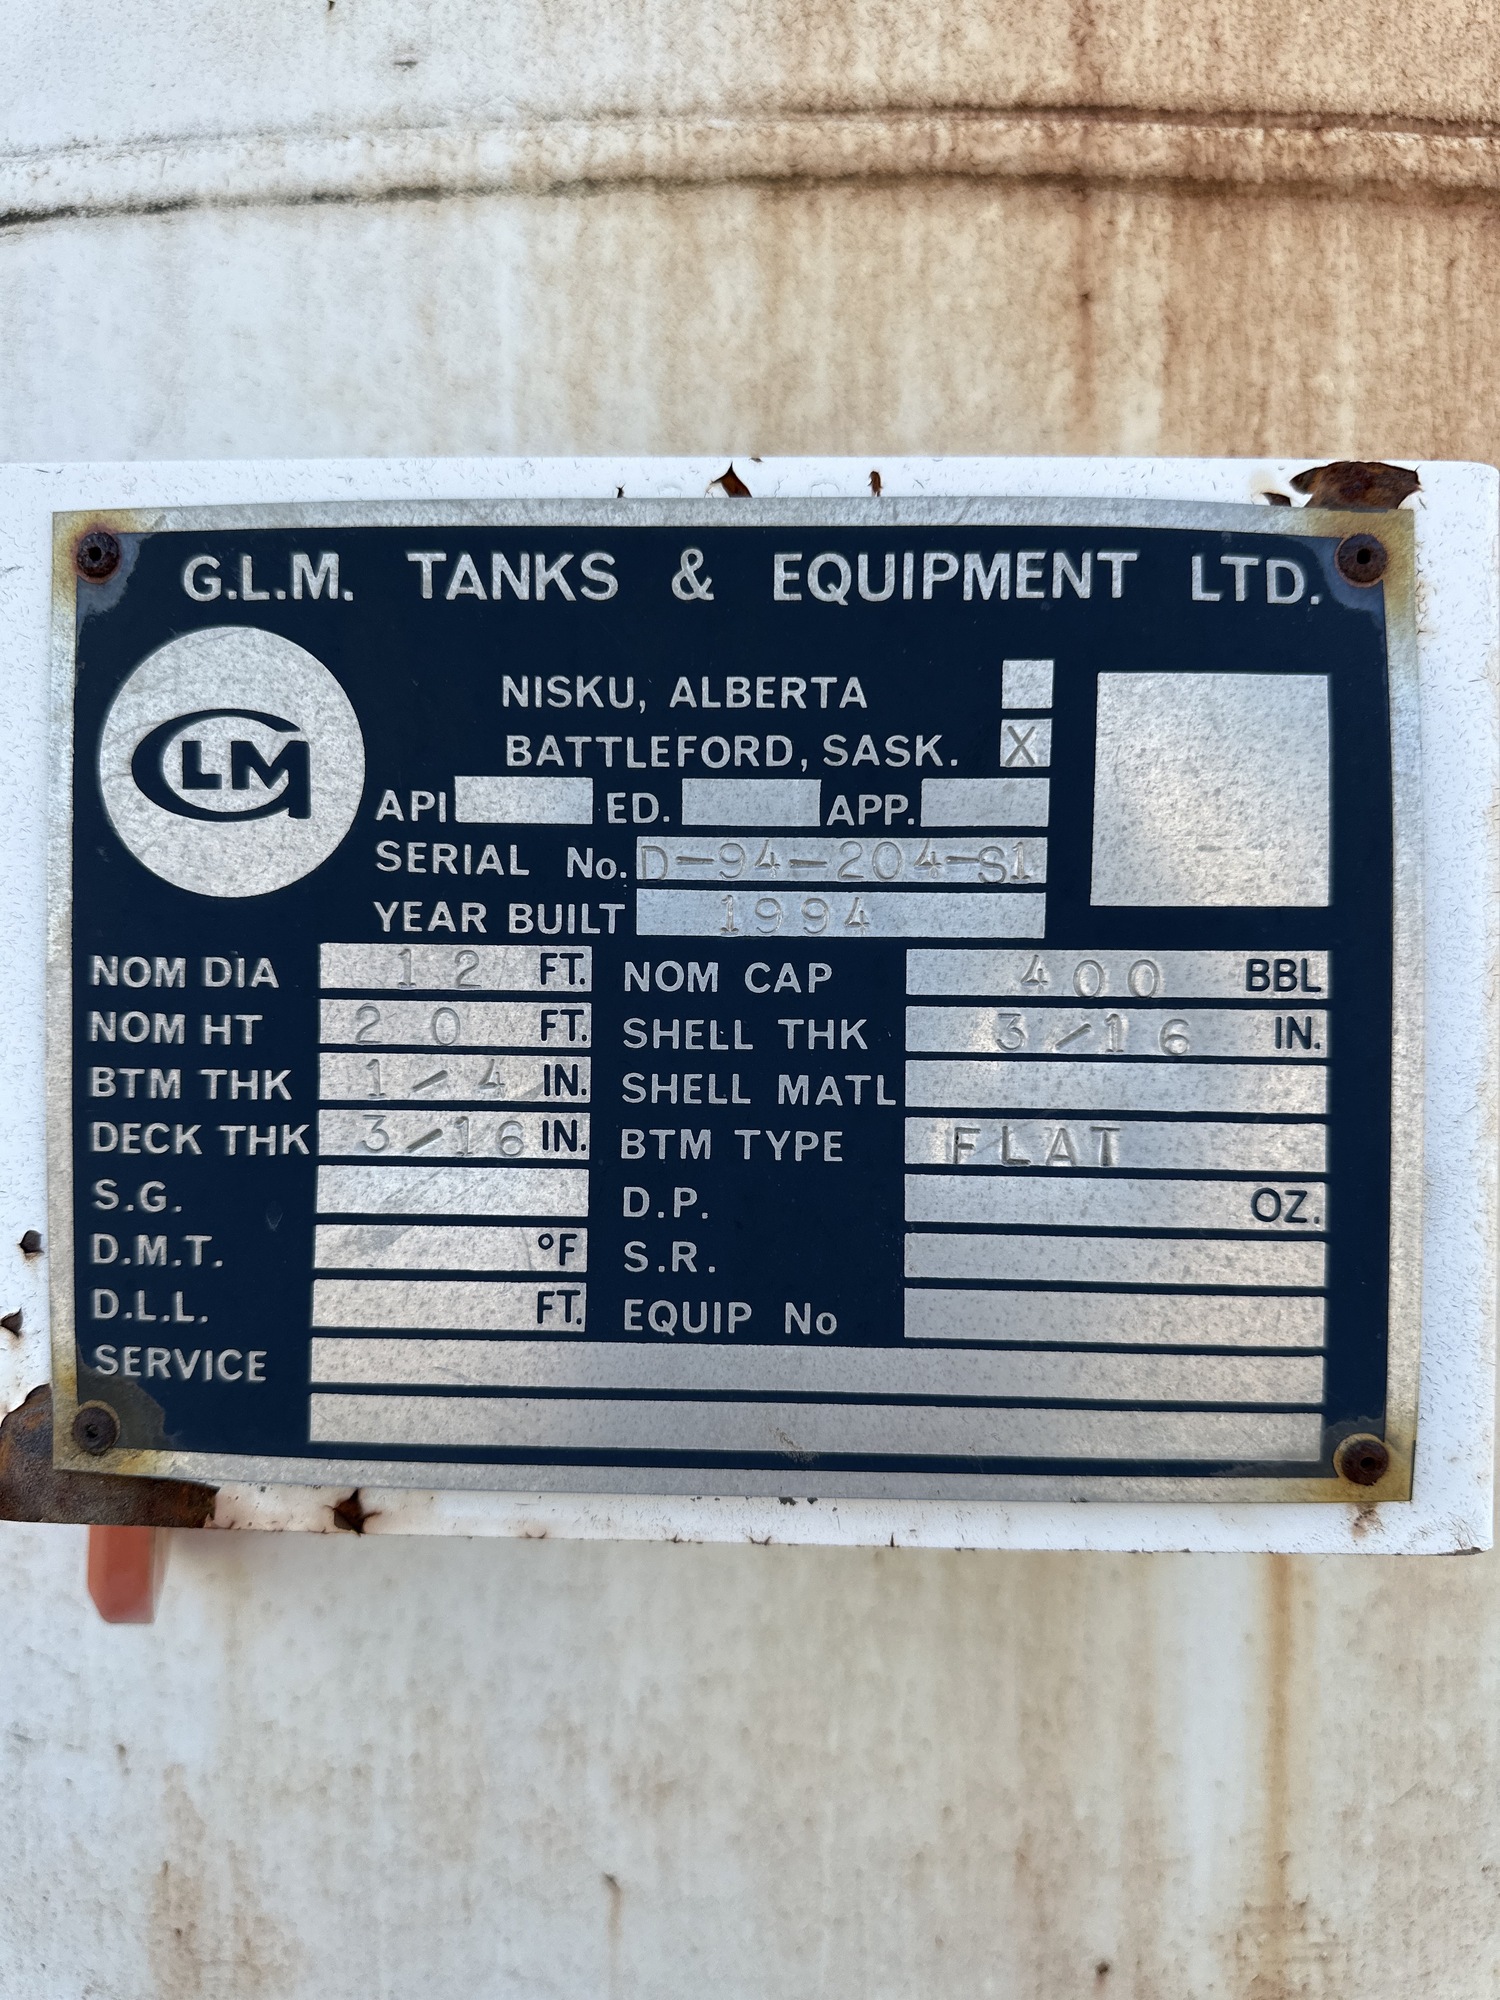 G.L.M. TANKS & EQUIPMENT LTD.
GLM
NISKU, ALBERTA
BATTLEFORD, SASK. X
API ED. APP.
SERIAL No. D-94-204-S1
YEAR BUILT 1994
NOM DIA 12 FT. NOM CAP 400 BBL
NOM HT 20 FT. SHELL THK 3/16 IN.
BTM THK 1/4 IN. SHELL MATL
DECK THK 3/16 IN. BTM TYPE FLAT
S.G. D.P. OZ.
D.M.T. °F S.R.
D.L.L. FT. EQUIP No
SERVICE